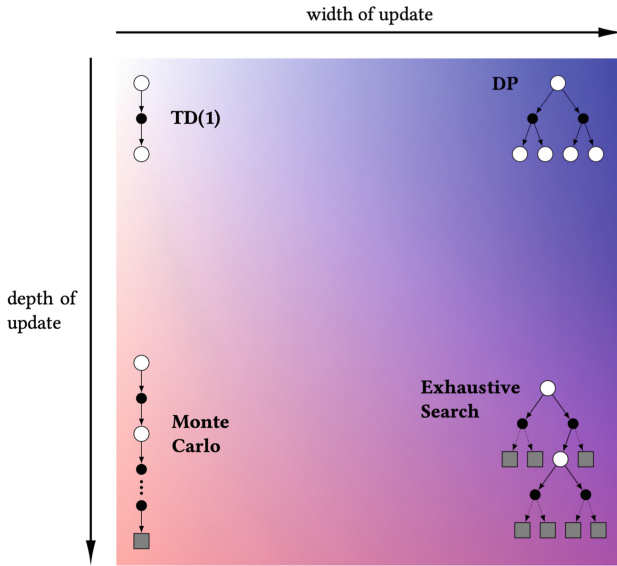 width of update
TD(1)
DP
depth of
update
Exhaustive
Search
Monte
Carlo